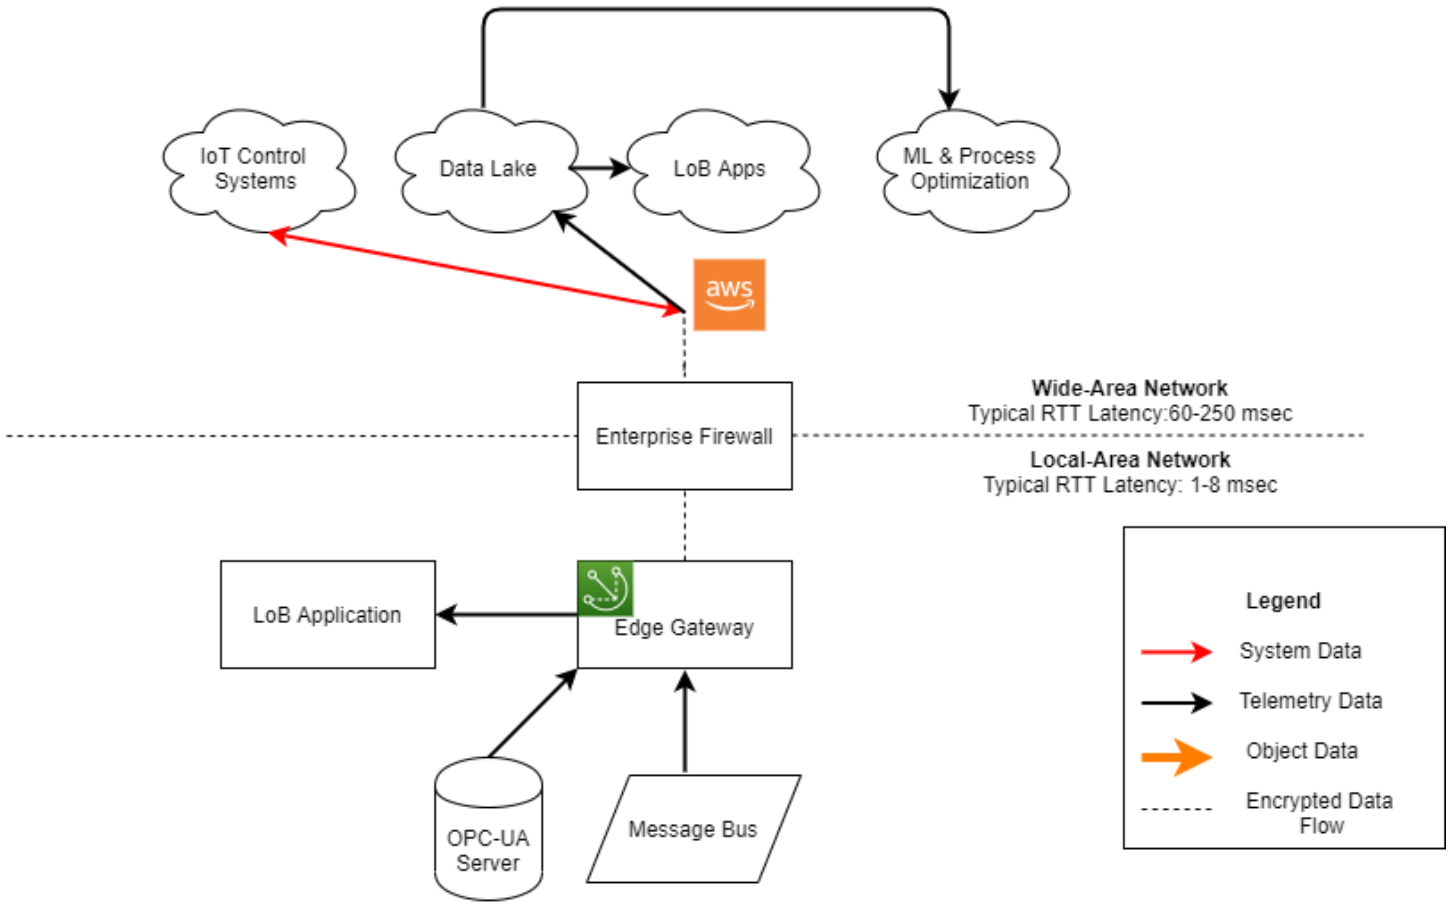 IoT Control
Systems
Data Lake
LoB Apps
ML & Process
Optimization
aws
Enterprise Firewall
Wide-Area Network
Typical RTT Latency:60-250 msec
Local-Area Network
Typical RTT Latency: 1-8 msec
LoB Application
Edge Gateway
OPC-UA
Server
Message Bus
Legend
System Data
Telemetry Data
Object Data
Encrypted Data
Flow